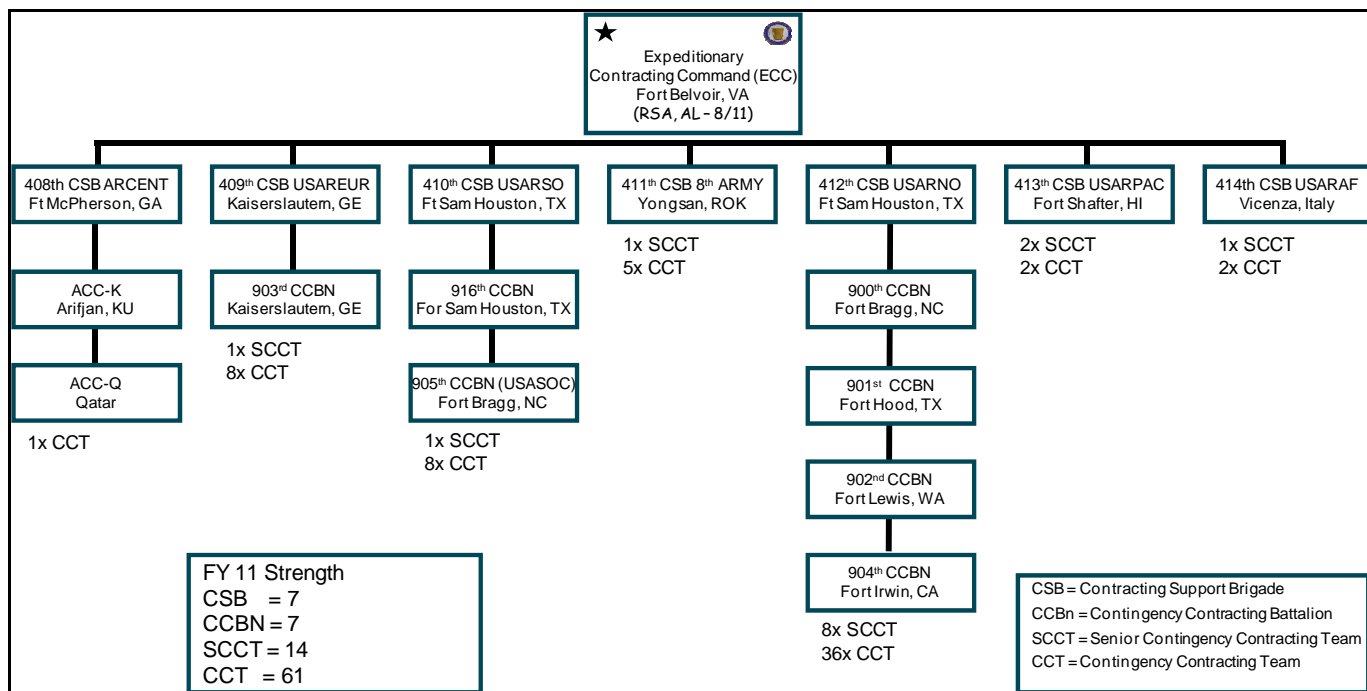 Expeditionary
Contracting Command (ECC)
Fort Belvoir, VA
(RSA, AL – 8/11)
408th CSB ARCENT
Ft McPherson, GA
409th CSB USAREUR
Kaiserslautern, GE
410th CSB USARSO
Ft Sam Houston, TX
411th CSB 8th ARMY
Yongsan, ROK
412th CSB USARNO
Ft Sam Houston, TX
413th CSB USARPAC
Fort Shafter, HI
414th CSB USARAF
Vicenza, Italy
1x SCCT
5x CCT
2x SCCT
2x CCT
1x SCCT
2x CCT
ACC-K
Arifjan, KU
903rd CCBN
Kaiserslautern, GE
916th CCBN
For Sam Houston, TX
900th CCBN
Fort Bragg, NC
1x SCCT
8x CCT
ACC-Q
Qatar
905th CCBN (USASOC)
Fort Bragg, NC
901st CCBN
Fort Hood, TX
1x CCT
1x SCCT
8x CCT
902nd CCBN
Fort Lewis, WA
904th CCBN
Fort Irwin, CA
8x SCCT
36x CCT
FY 11 Strength
CSB = 7
CCBN = 7
SCCT = 14
CCT = 61
CSB = Contracting Support Brigade
CCBn = Contingency Contracting Battalion
SCCT = Senior Contingency Contracting Team
CCT = Contingency Contracting Team